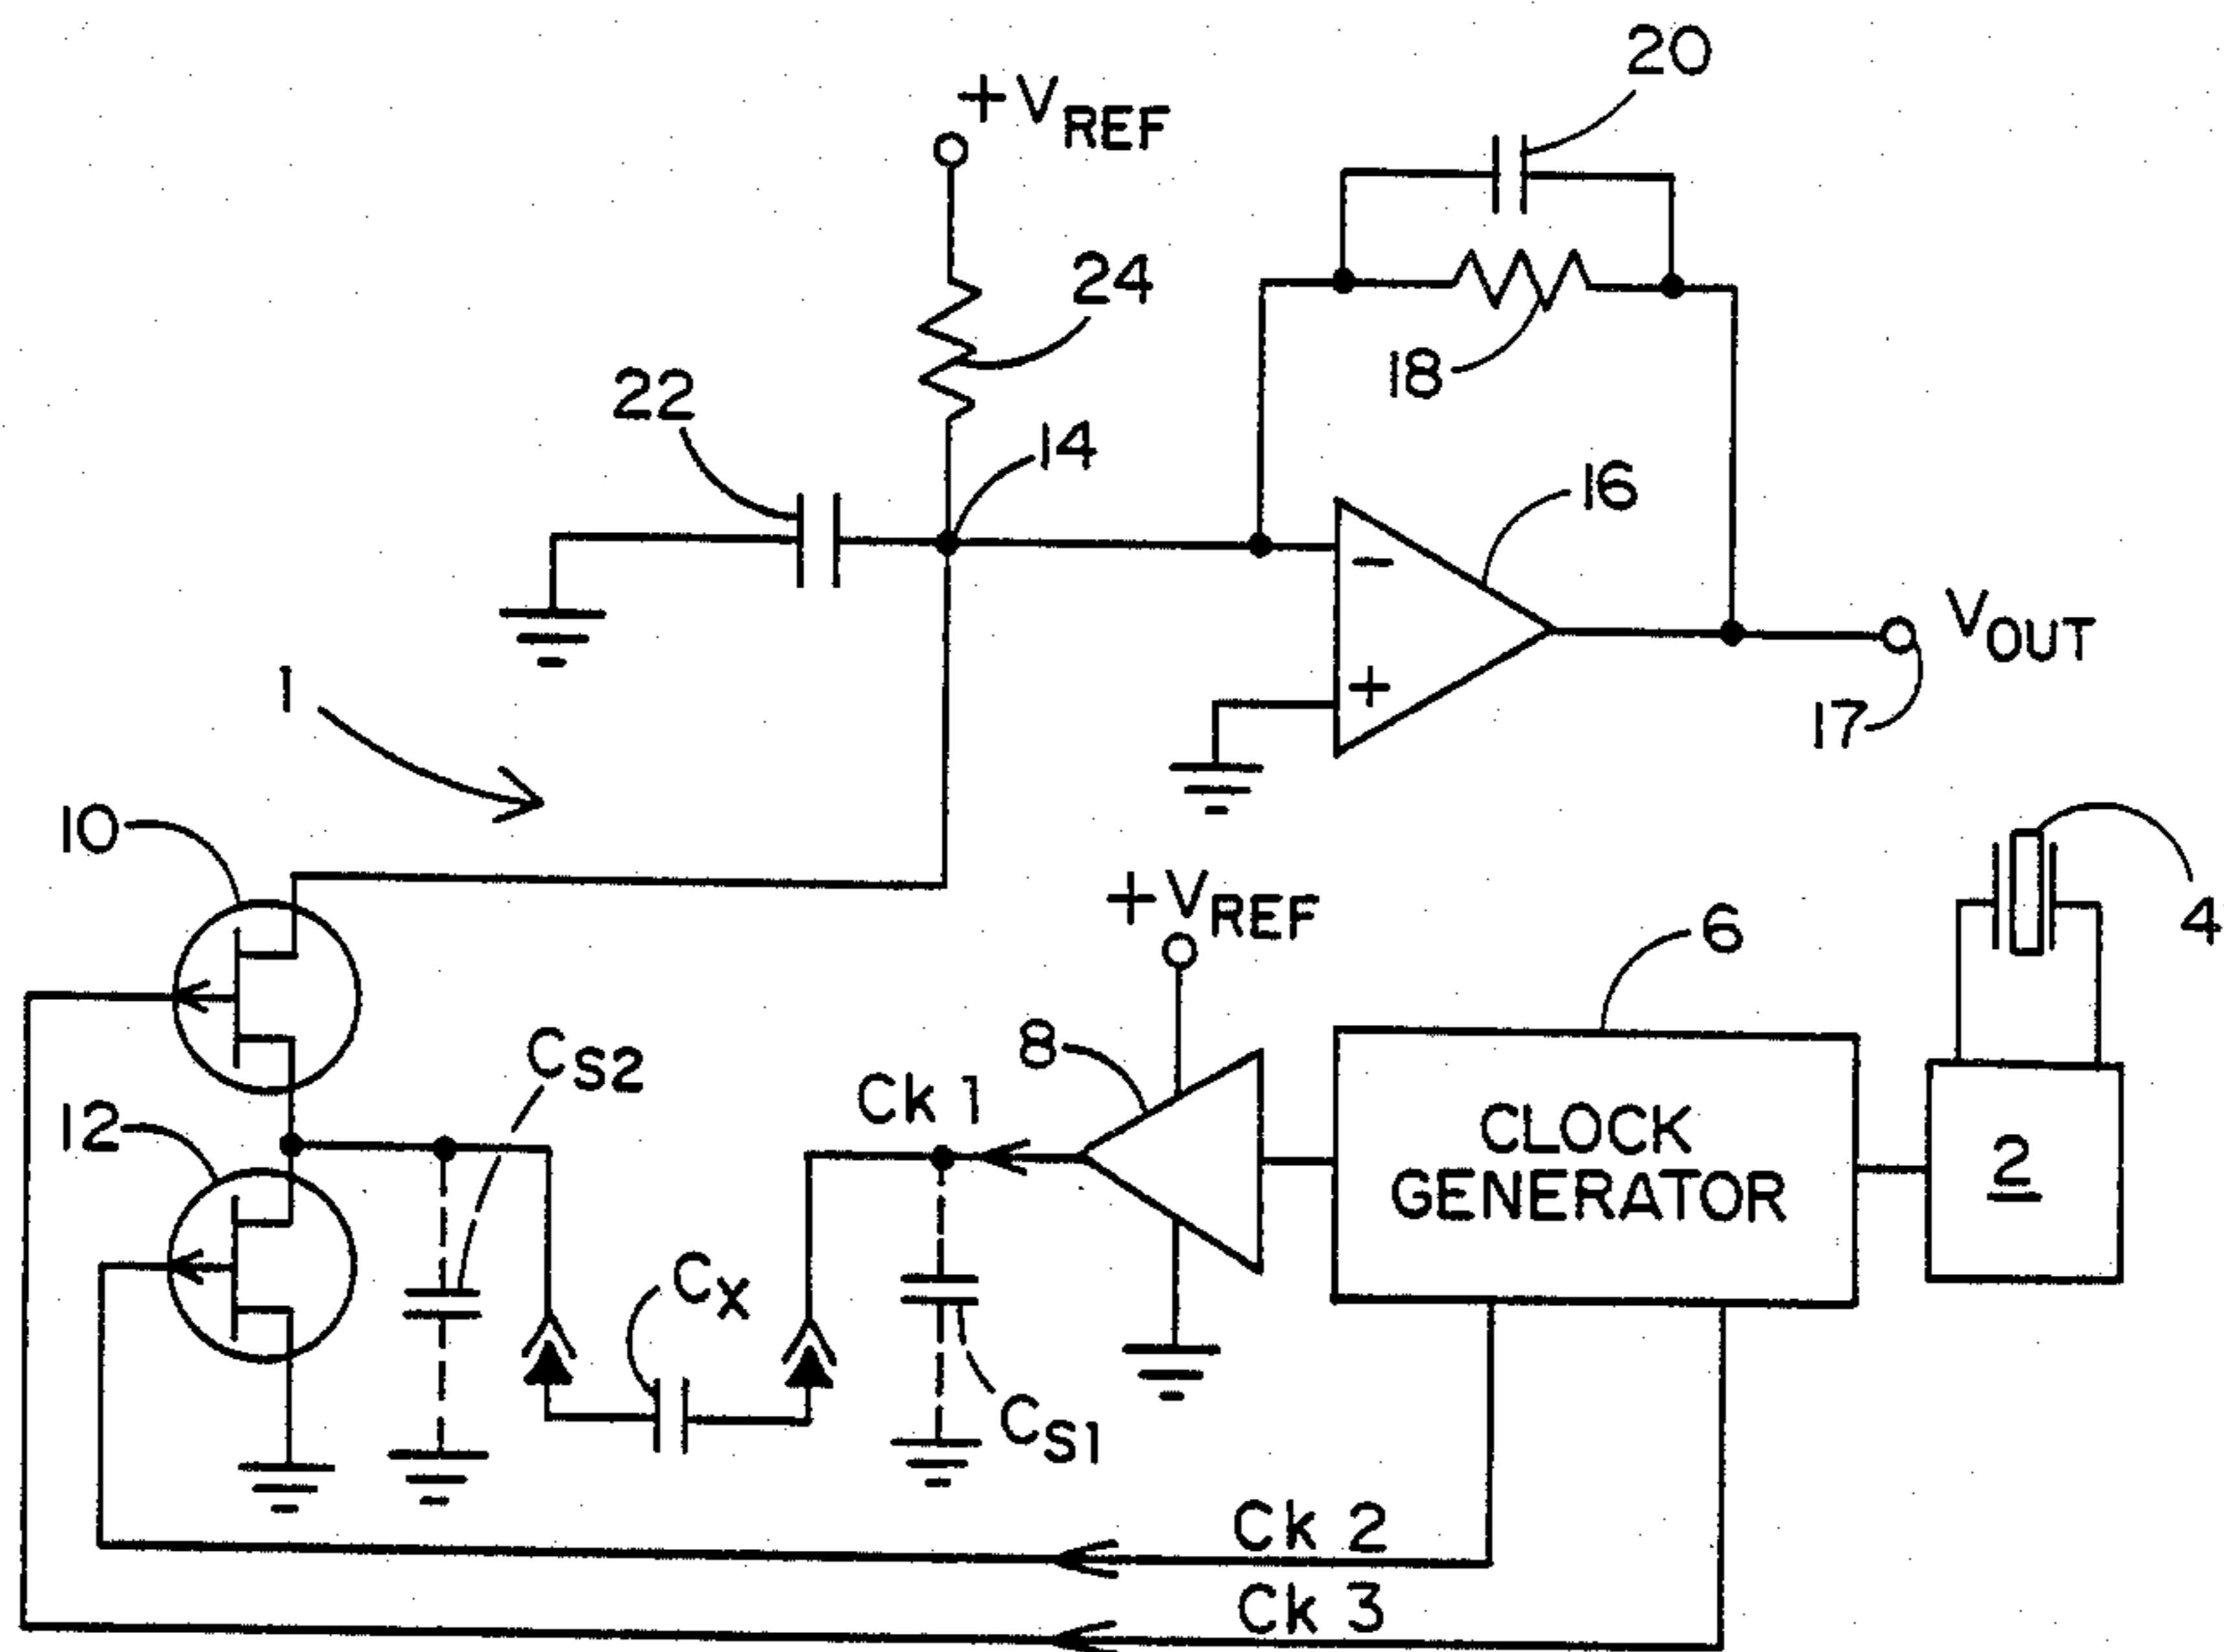 20
+VREF
24
22
14
18
16
VOUT
17
1
10
+VREF
6
4
8
CS2
Ck 1
12
CLOCK
GENERATOR
2
CX
CS1
Ck 2
Ck 3